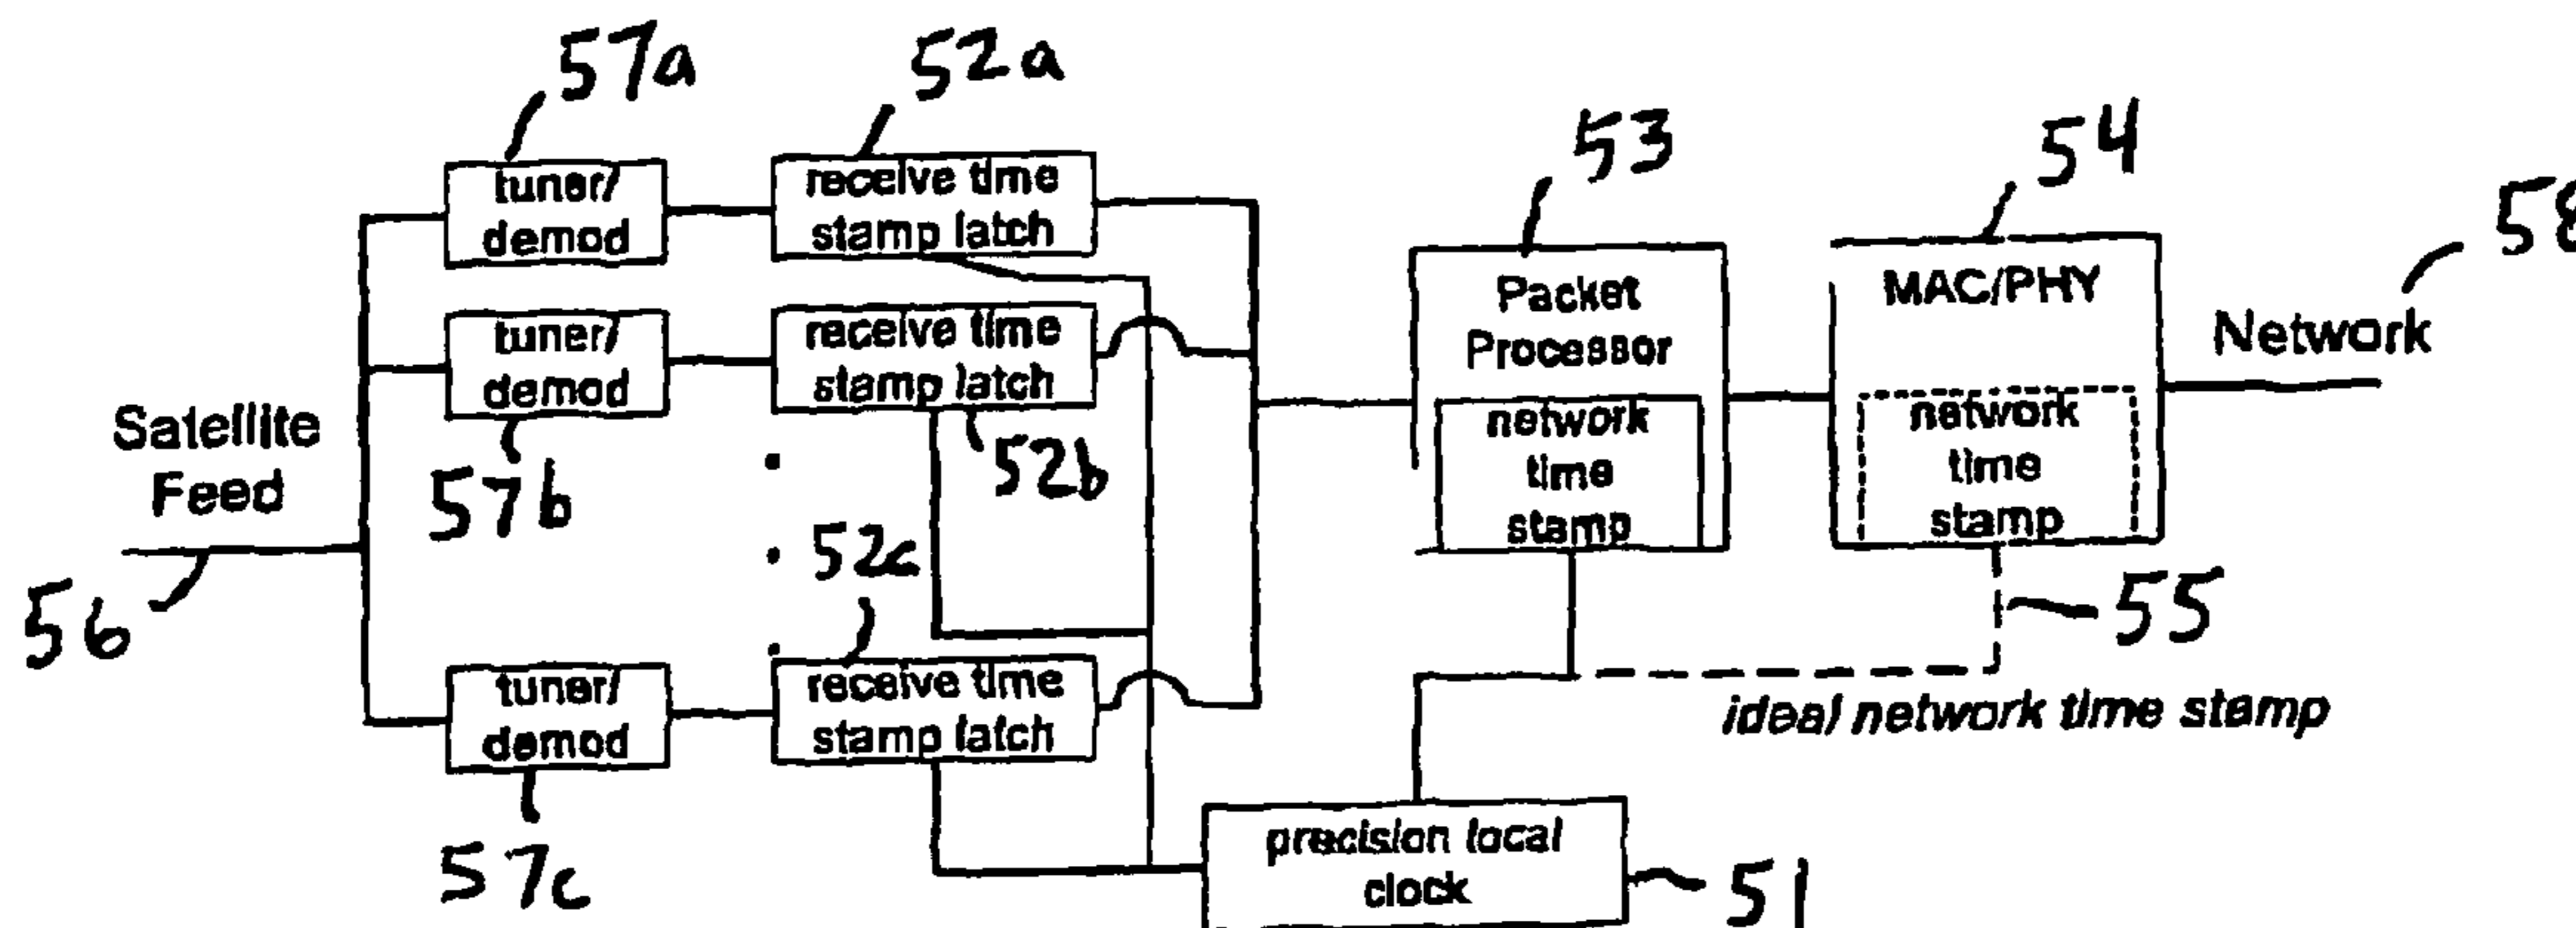 57a
52a
53
54
58
tuner/
demod
receive time
stamp latch
Packet
Processor
MAC/PHY
Network
tuner/
demod
receive time
stamp latch
network
time
stamp
network
time
stamp
Satellite
Feed
57b
52b
52c
56
55
tuner/
demod
receive time
stamp latch
ideal network time stamp
57c
precision local
clock
51